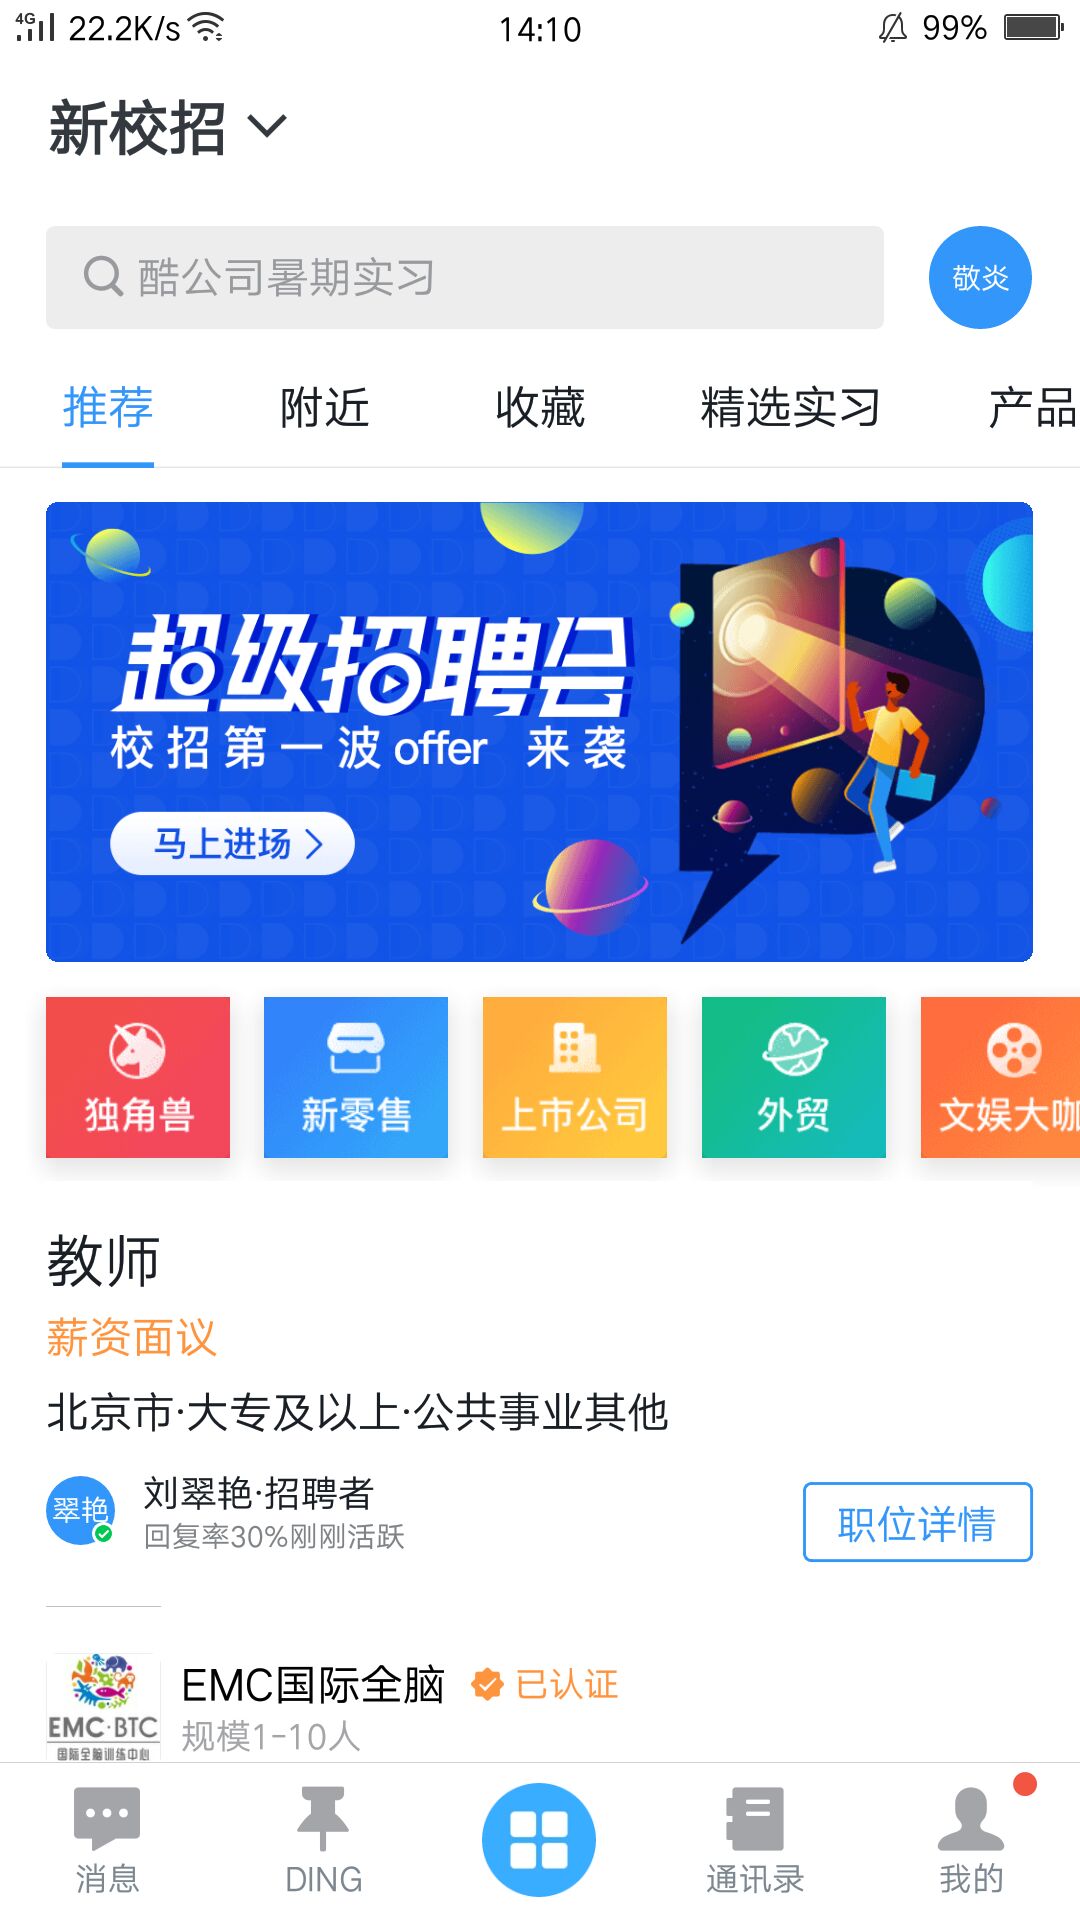 4G 22.2K/s 14:10 99%
新校招
酷公司暑期实习
敬炎
推荐 附近 收藏 精选实习 产品
超级招聘会
校招第一波offer 来袭
马上进场
独角兽 新零售 上市公司 外贸 文娱大咖
教师
薪资面议
北京市·大专及以上·公共事业其他
翠艳
刘翠艳·招聘者
回复率30%刚刚活跃
职位详情
EMC·BTC
国际全脑训练中心
EMC国际全脑 已认证
规模1-10人
消息 DING 通讯录 我的